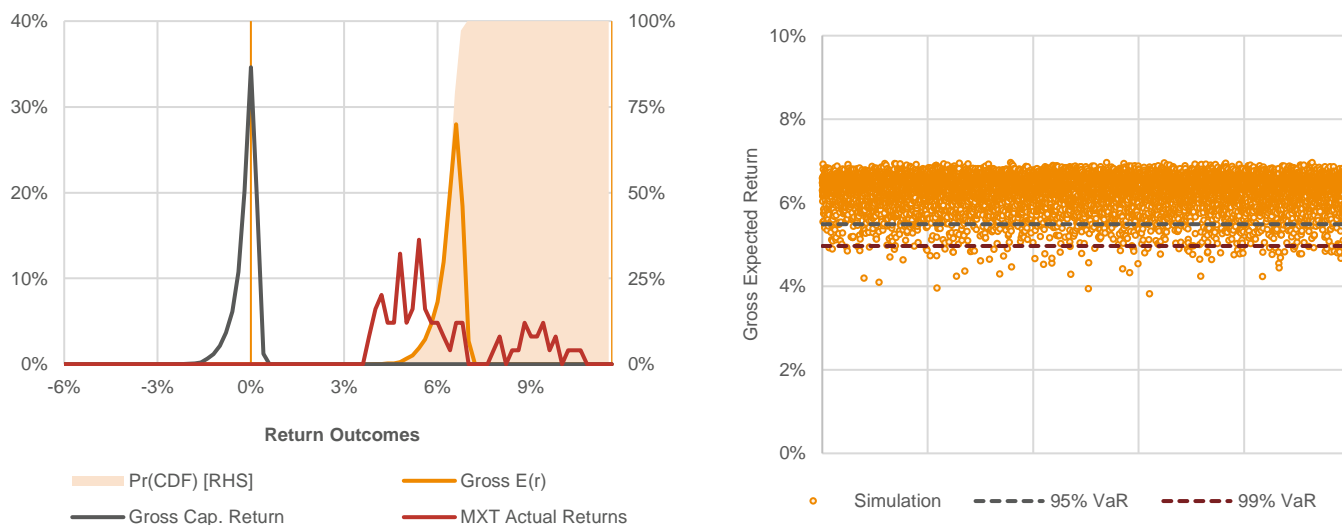 40%
100%
30%
75%
20%
50%
10%
25%
0%
0%
-6%
-3%
0%
3%
6%
9%
Return Outcomes
Pr(CDF) [RHS]
Gross E(r)
Gross Cap. Return
MXT Actual Returns
Gross Expected Return
10%
8%
6%
4%
2%
0%
Simulation
95% VaR
99% VaR